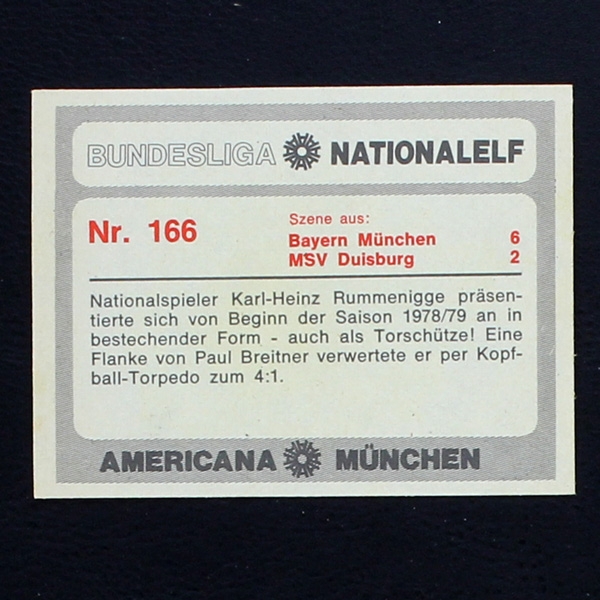 BUNDESLIGA NATIONALELF
Nr. 166
Szene aus:
Bayern München 6
MSV Duisburg 2
Nationalspieler Karl-Heinz Rummenigge präsen-
tierte sich von Beginn der Saison 1978/79 an in
bestechender Form - auch als Torschütze! Eine
Flanke von Paul Breitner verwertete er per Kopf-
ball-Torpedo zum 4:1.
AMERICANA MÜNCHEN